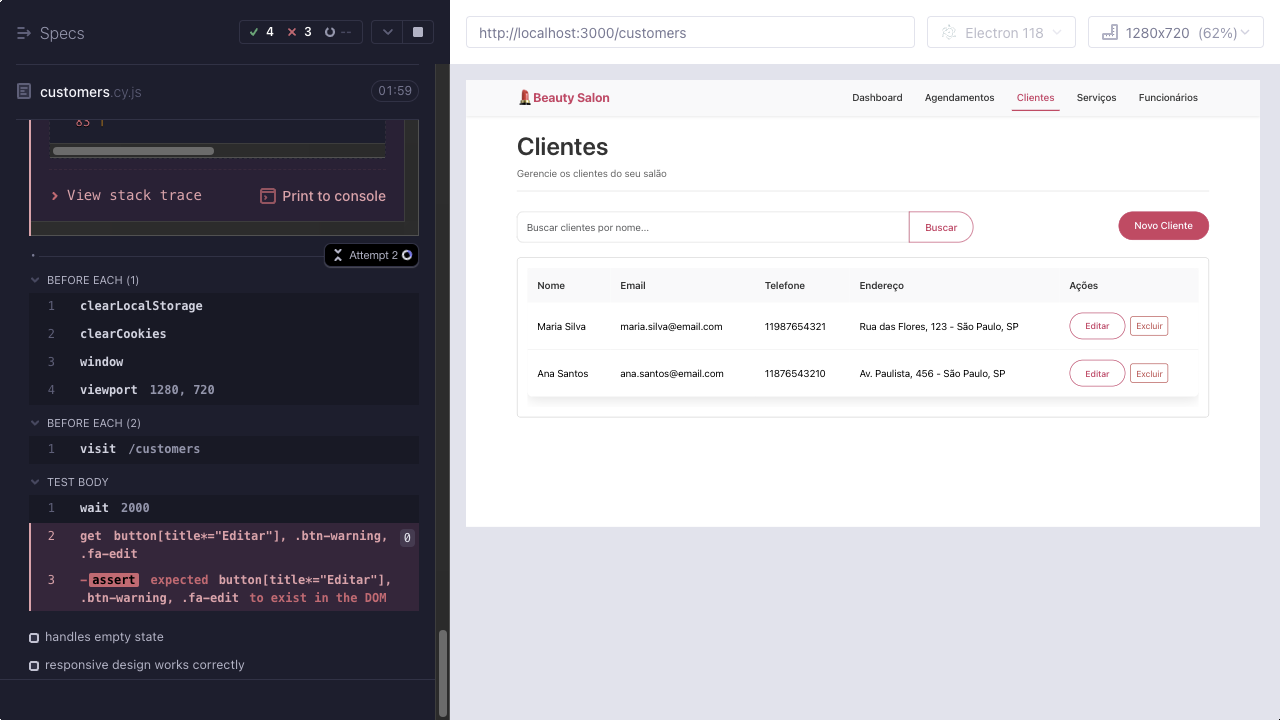 Specs
4
3
--
customers.cy.js
01:59
View stack trace
Print to console
Attempt 2
BEFORE EACH (1)
1 clearLocalStorage
2 clearCookies
3 window
4 viewport 1280, 720
BEFORE EACH (2)
1 visit /customers
TEST BODY
1 wait 2000
2 get button[title*="Editar"], .btn-warning, 0
.fa-edit
3 -assert expected button[title*="Editar"],
.btn-warning, .fa-edit to exist in the DOM
handles empty state
responsive design works correctly
http://localhost:3000/customers
Electron 118
1280x720 (62%)
Beauty Salon
Dashboard
Agendamentos
Clientes
Serviços
Funcionários
Clientes
Gerencie os clientes do seu salão
Buscar clientes por nome...
Buscar
Novo Cliente
Nome Email Telefone Endereço Ações
Maria Silva maria.silva@email.com 11987654321 Rua das Flores, 123 - São Paulo, SP Editar Excluir
Ana Santos ana.santos@email.com 11876543210 Av. Paulista, 456 - São Paulo, SP Editar Excluir